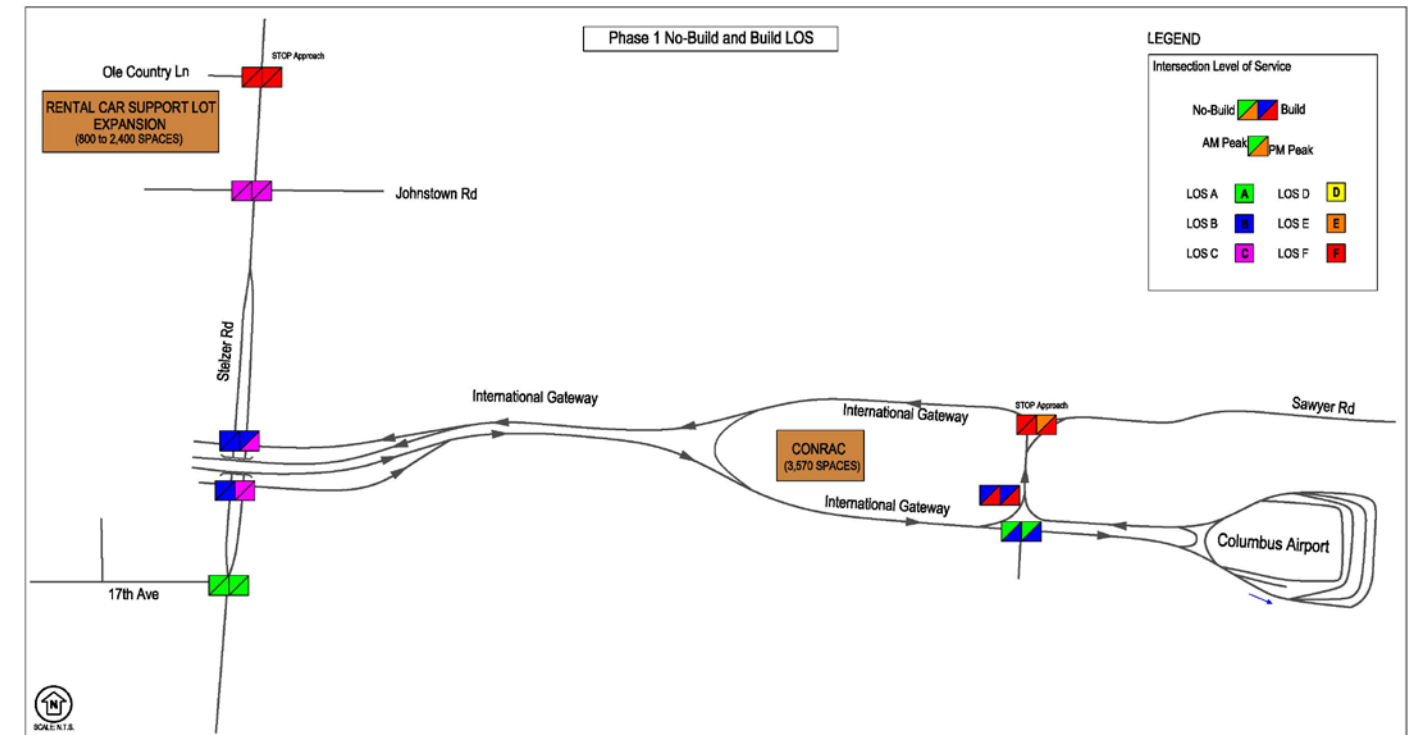 Phase 1 No-Build and Build LOS
LEGEND
Intersection Level of Service
No-Build
Build
AM Peak
PM Peak
LOS A
A
LOS D
D
LOS B
B
LOS E
E
LOS C
C
LOS F
F
STOP Approach
Ole Country Ln
RENTAL CAR SUPPORT LOT
EXPANSION
(800 to 2,400 SPACES)
Johnstown Rd
Stelzer Rd
International Gateway
International Gateway
STOP Approach
Sawyer Rd
CONRAC
(3,570 SPACES)
International Gateway
Columbus Airport
17th Ave
N
SCALE N.T.S.